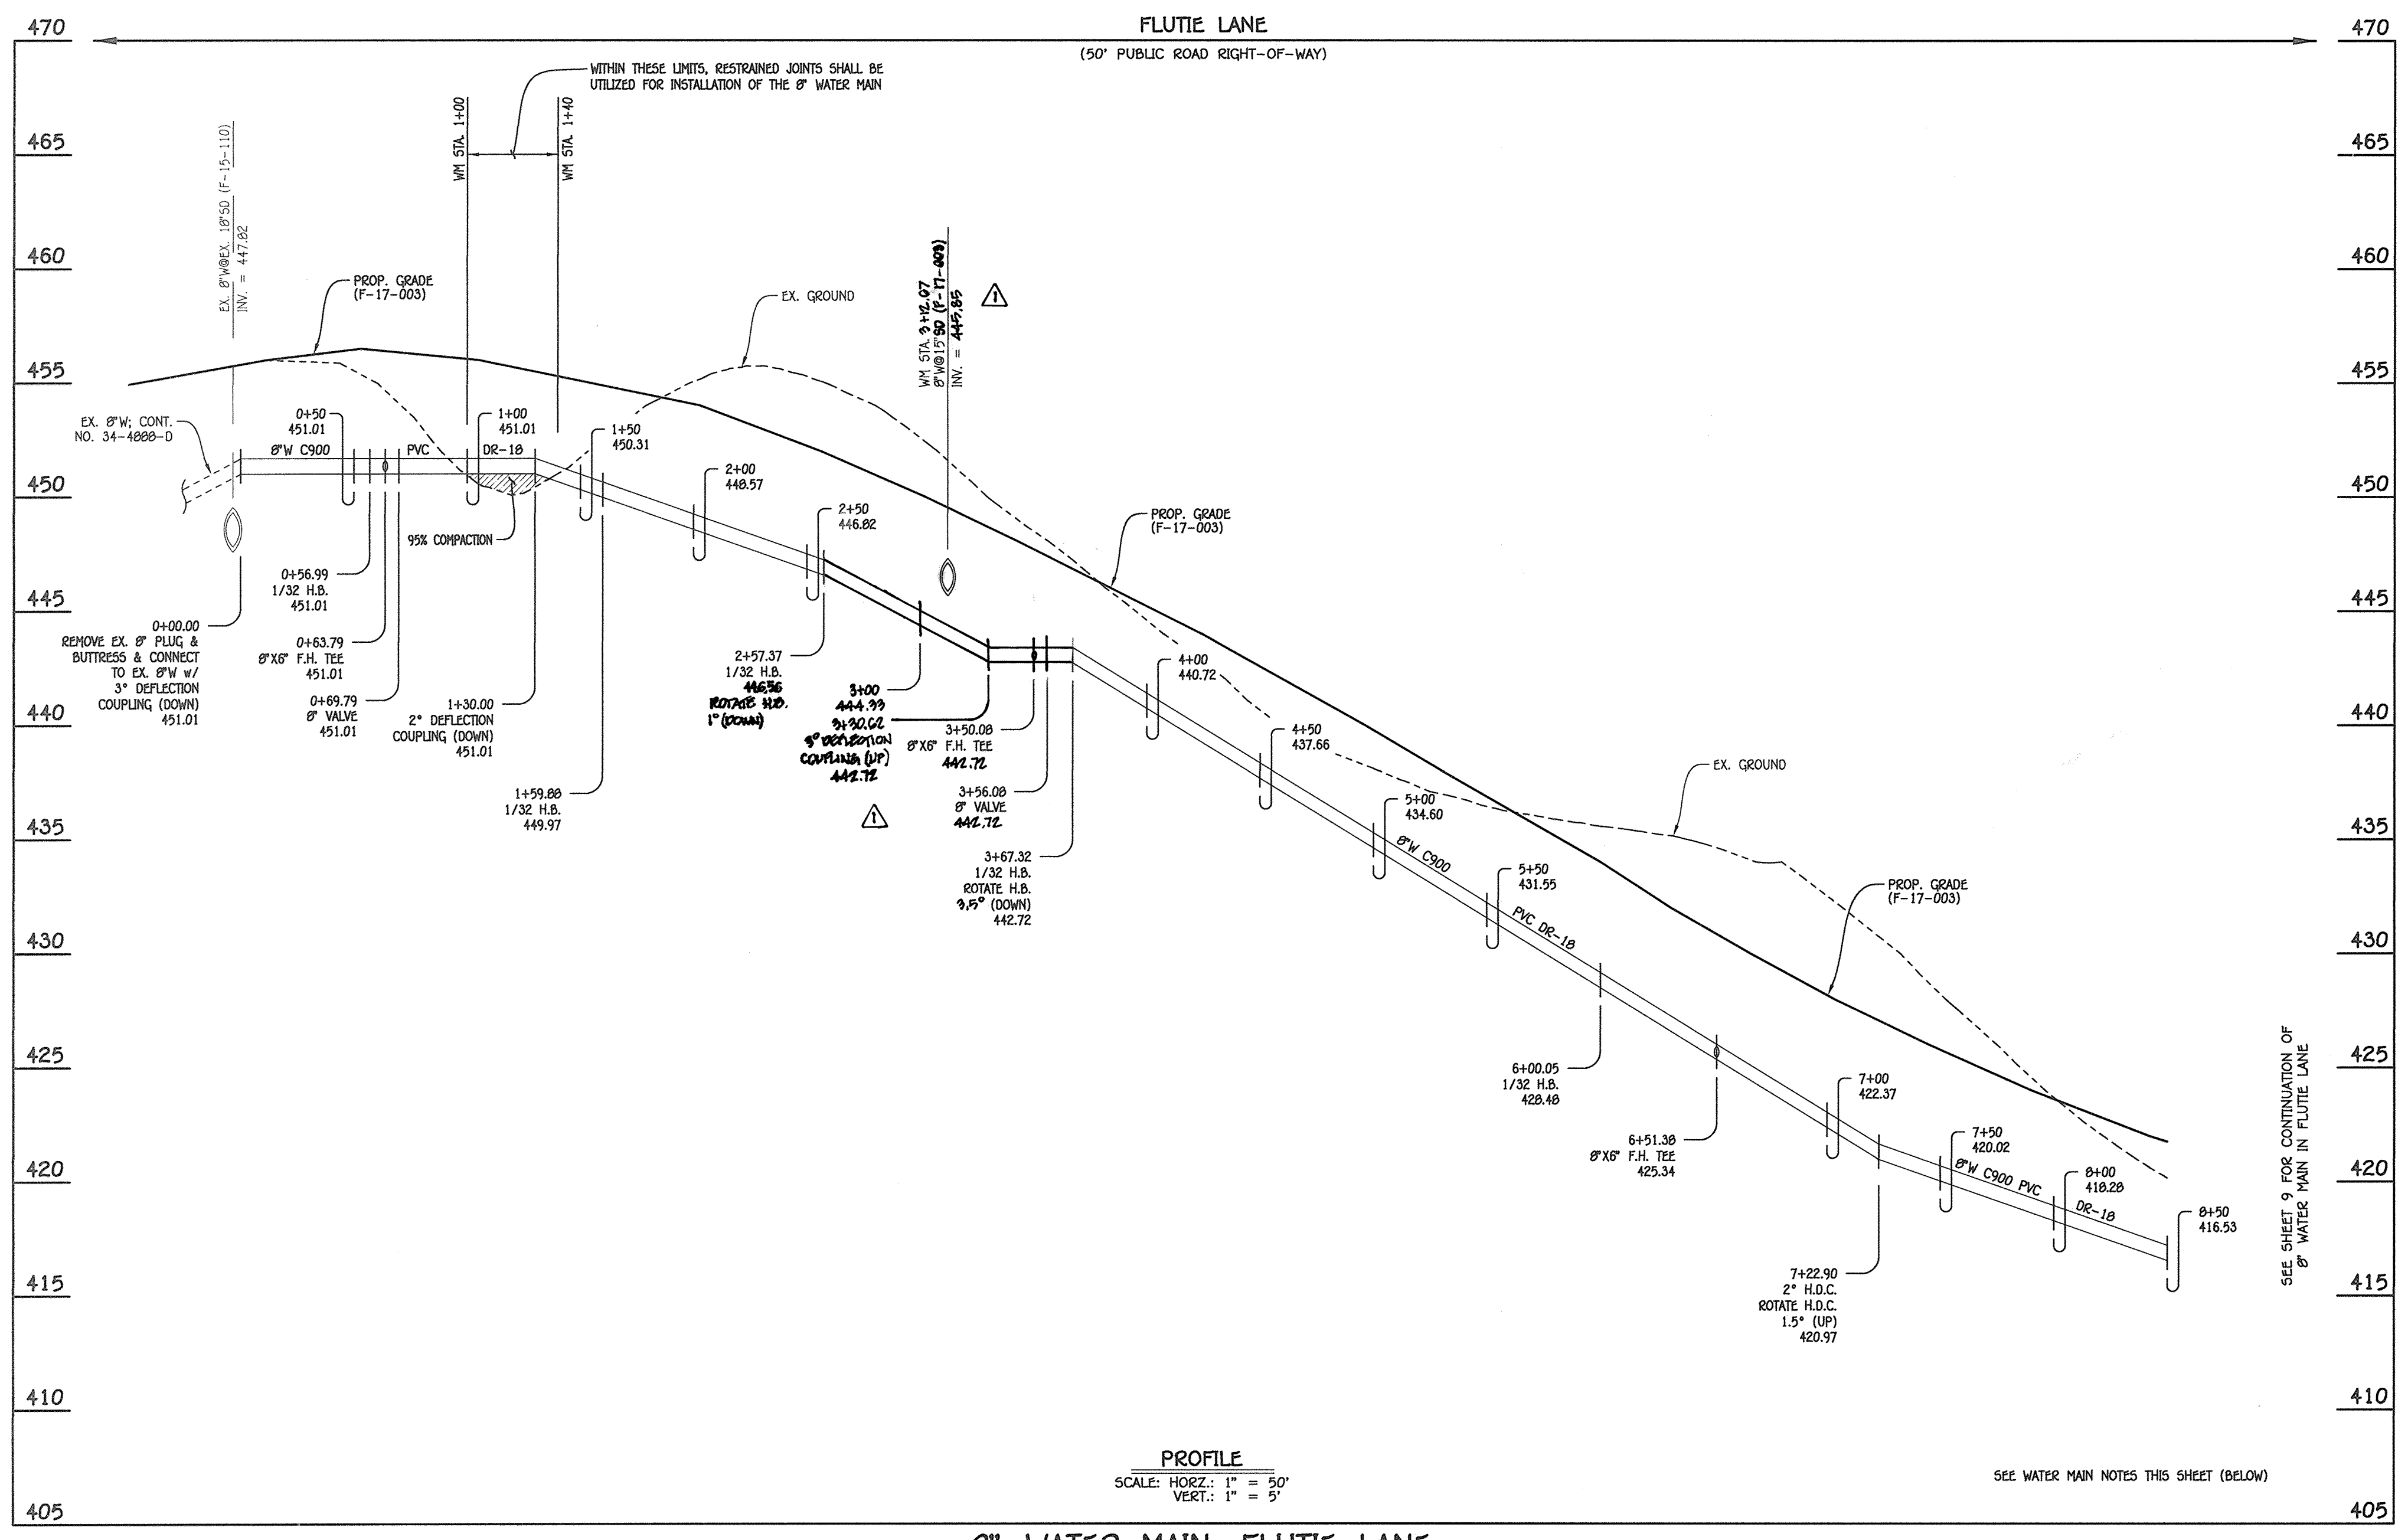 FLUTIE LANE
(50' PUBLIC ROAD RIGHT-OF-WAY)
470
465
460
455
450
445
440
435
430
425
420
415
410
405
470
465
460
455
450
445
440
435
430
425
420
415
410
405
WITHIN THESE LIMITS, RESTRAINED JOINTS SHALL BE
UTILIZED FOR INSTALLATION OF THE 8" WATER MAIN
WM STA. 1+00
WM STA. 1+40
EX. 8"W@EX. 18"SD (F-15-110)
INV. = 447.82
PROP. GRADE
(F-17-003)
EX. GROUND
WM STA. 3+12.07
8"W@15"SD (F-17-003)
INV. = 445.85
1
EX. 8"W; CONT.
NO. 34-4888-D
0+50
451.01
8"W C900
PVC
DR-18
1+00
451.01
1+50
450.31
2+00
448.57
2+50
446.82
95% COMPACTION
0+00.00
REMOVE EX. 8" PLUG &
BUTTRESS & CONNECT
TO EX. 8"W w/
3° DEFLECTION
COUPLING (DOWN)
451.01
0+56.99
1/32 H.B.
451.01
0+63.79
8"X6" F.H. TEE
451.01
0+69.79
8" VALVE
451.01
1+30.00
2° DEFLECTION
COUPLING (DOWN)
451.01
1+59.88
1/32 H.B.
449.97
2+57.37
1/32 H.B.
446.56
ROTATE H.B.
1° (DOWN)
3+00
444.33
3+30.62
3° DEFLECTION
COUPLING (UP)
442.72
1
3+50.08
8"X6" F.H. TEE
442.72
3+56.08
8" VALVE
442.72
3+67.32
1/32 H.B.
ROTATE H.B.
3.5° (DOWN)
442.72
PROP. GRADE
(F-17-003)
4+00
440.72
4+50
437.66
5+00
434.60
8"W C900
5+50
431.55
PVC DR-18
EX. GROUND
PROP. GRADE
(F-17-003)
6+00.05
1/32 H.B.
428.48
6+51.38
8"X6" F.H. TEE
425.34
7+00
422.37
7+22.90
2° H.D.C.
ROTATE H.D.C.
1.5° (UP)
420.97
7+50
420.02
8"W C900 PVC
DR-18
8+00
418.28
8+50
416.53
SEE SHEET 9 FOR CONTINUATION OF
8" WATER MAIN IN FLUTIE LANE
PROFILE
SCALE: HORZ.: 1" = 50'
VERT.: 1" = 5'
SEE WATER MAIN NOTES THIS SHEET (BELOW)
8" WATER MAIN FLUTIE LANE